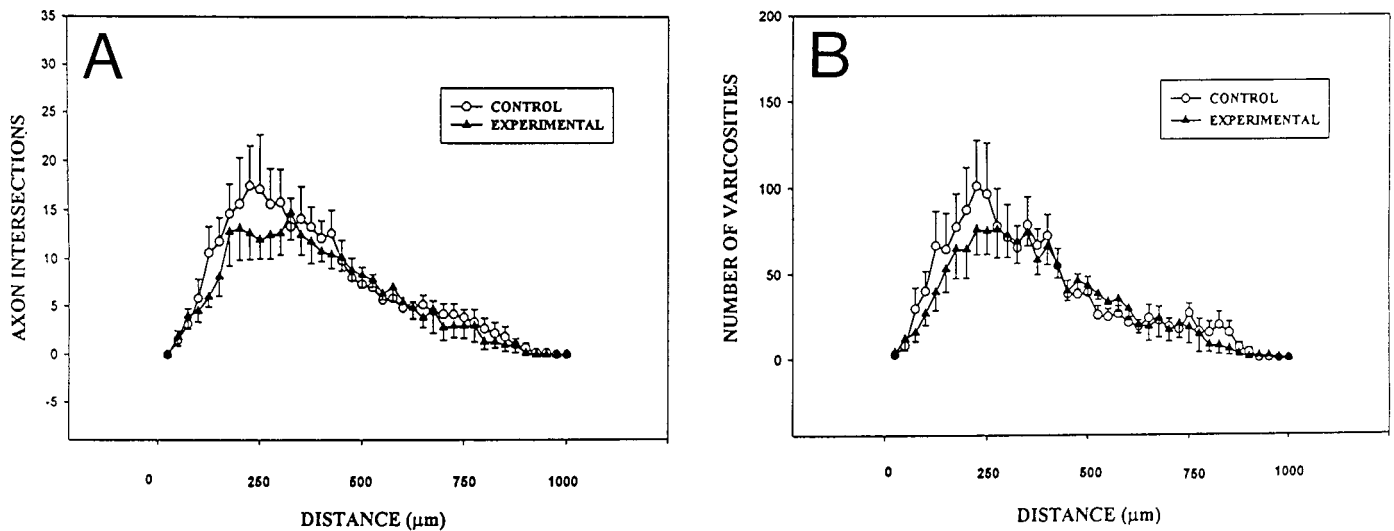 A
AXON INTERSECTIONS
35
30
25
20
15
10
5
0
-5
CONTROL
EXPERIMENTAL
0 250 500 750 1000
DISTANCE (µm)
B
NUMBER OF VARICOSITIES
200
150
100
50
0
CONTROL
EXPERIMENTAL
0 250 500 750 1000
DISTANCE (µm)